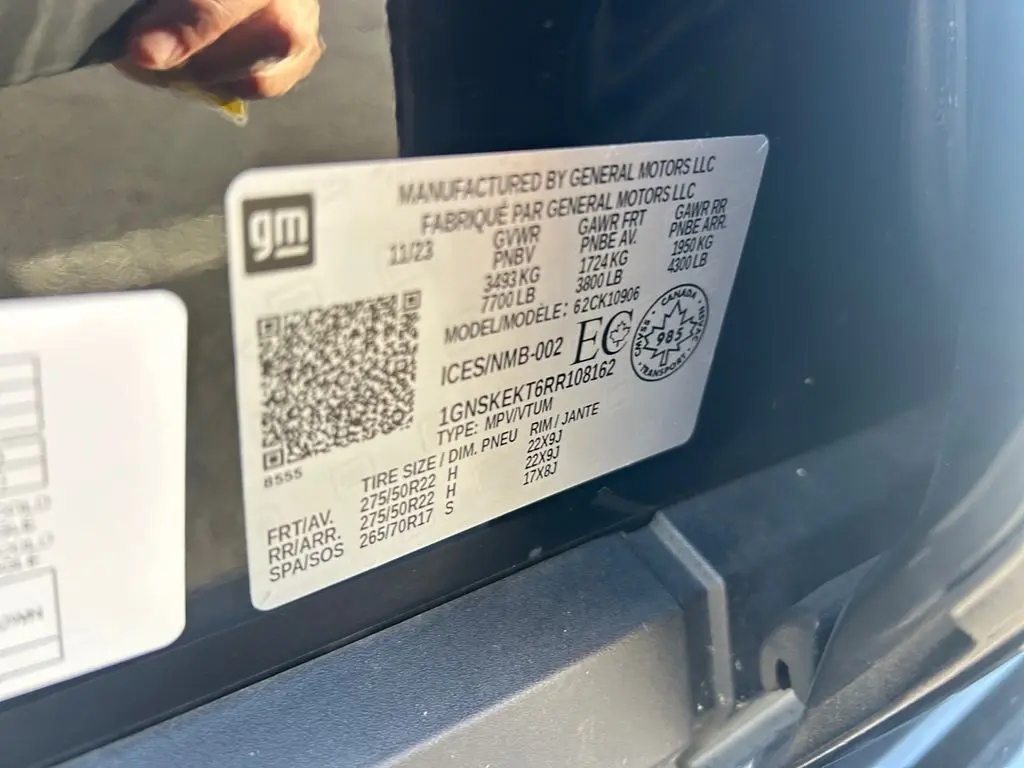 gm
MANUFACTURED BY GENERAL MOTORS LLC
FABRIQUÉ PAR GENERAL MOTORS LLC
11/23
GVWR GAWR FRT GAWR RR
PNBV PNBE AV. PNBE ARR.
3493 KG 1724 KG 1950 KG
7700 LB 3800 LB 4300 LB
MODEL/MODÈLE: 62CK10906
ICES/NMB-002 EC
CANADA
985
TRANSPORT
1GNSKEKT6RR108162
TYPE: MPV/VTUM
8555
TIRE SIZE / DIM. PNEU RIM / JANTE
FRT/AV. 275/50R22 H 22X9J
RR/ARR. 275/50R22 H 22X9J
SPA/SOS 265/70R17 S 17X8J